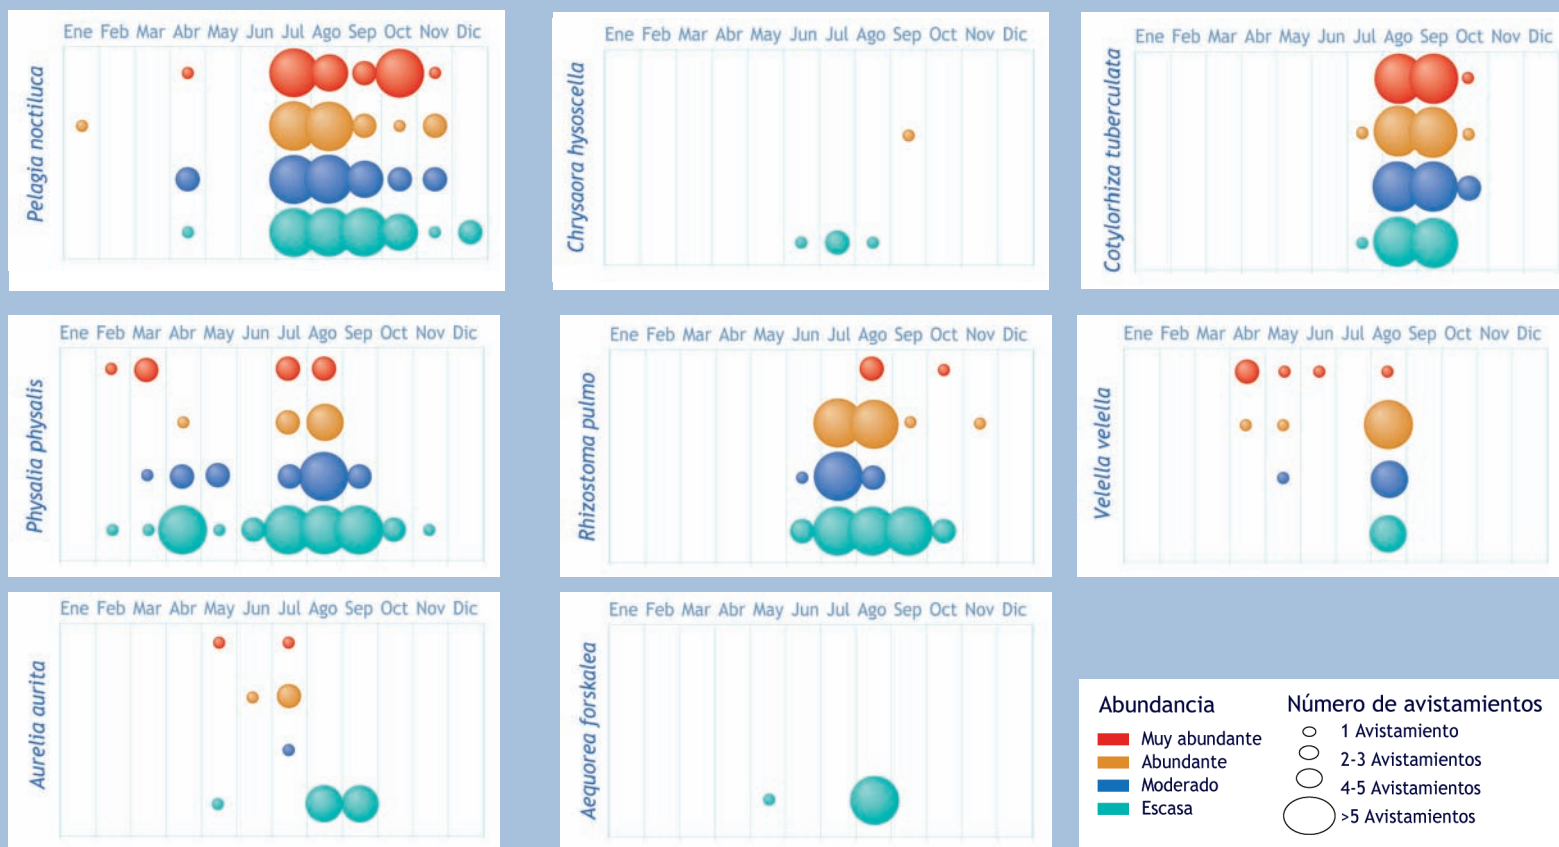 Ene Feb Mar Abr May Jun Jul Ago Sep Oct Nov Dic
Pelagia noctiluca
Ene Feb Mar Abr May Jun Jul Ago Sep Oct Nov Dic
Chrysaora hysoscella
Ene Feb Mar Abr May Jun Jul Ago Sep Oct Nov Dic
Cotylorhiza tuberculata
Ene Feb Mar Abr May Jun Jul Ago Sep Oct Nov Dic
Physalia physalis
Ene Feb Mar Abr May Jun Jul Ago Sep Oct Nov Dic
Rhizostoma pulmo
Ene Feb Mar Abr May Jun Jul Ago Sep Oct Nov Dic
Velella velella
Ene Feb Mar Abr May Jun Jul Ago Sep Oct Nov Dic
Aurelia aurita
Ene Feb Mar Abr May Jun Jul Ago Sep Oct Nov Dic
Aequorea forskalea
Abundancia
Muy abundante
Abundante
Moderado
Escasa
Número de avistamientos
1 Avistamiento
2-3 Avistamientos
4-5 Avistamientos
>5 Avistamientos